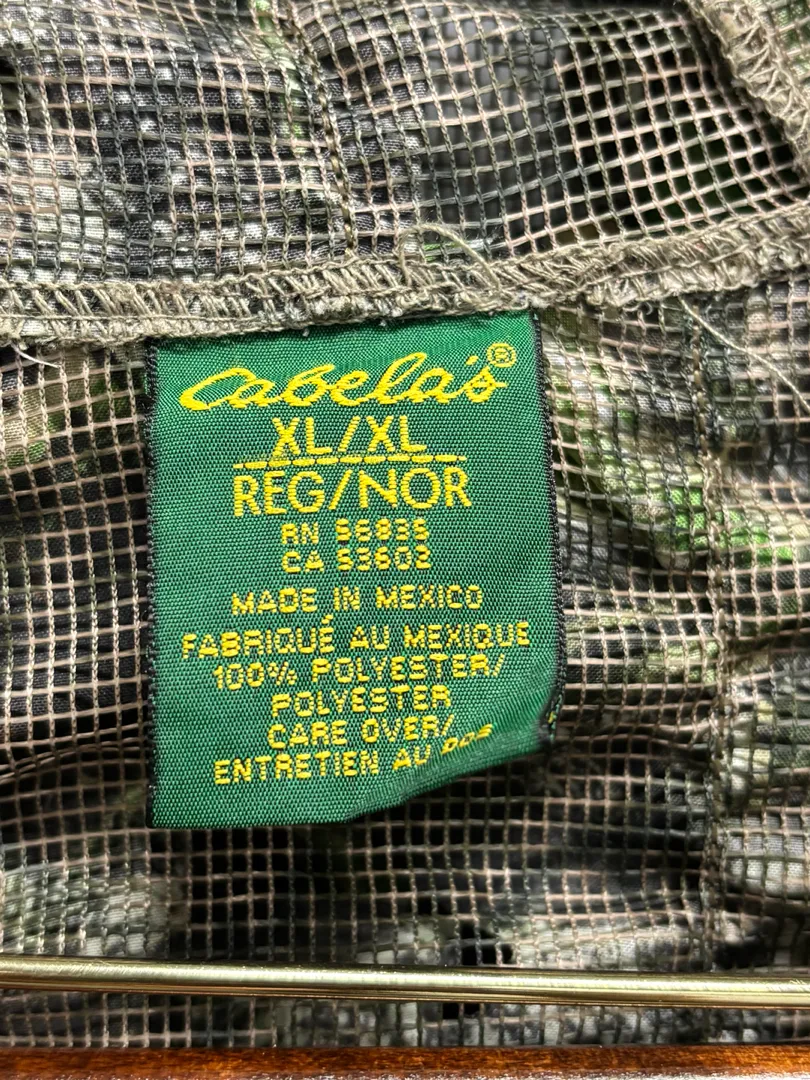 Cabela's®
XL/XL
REG/NOR
RN 56835
CA 53602
MADE IN MEXICO
FABRIQUÉ AU MEXIQUE
100% POLYESTER/
POLYESTER
CARE OVER/
ENTRETIEN AU DOS